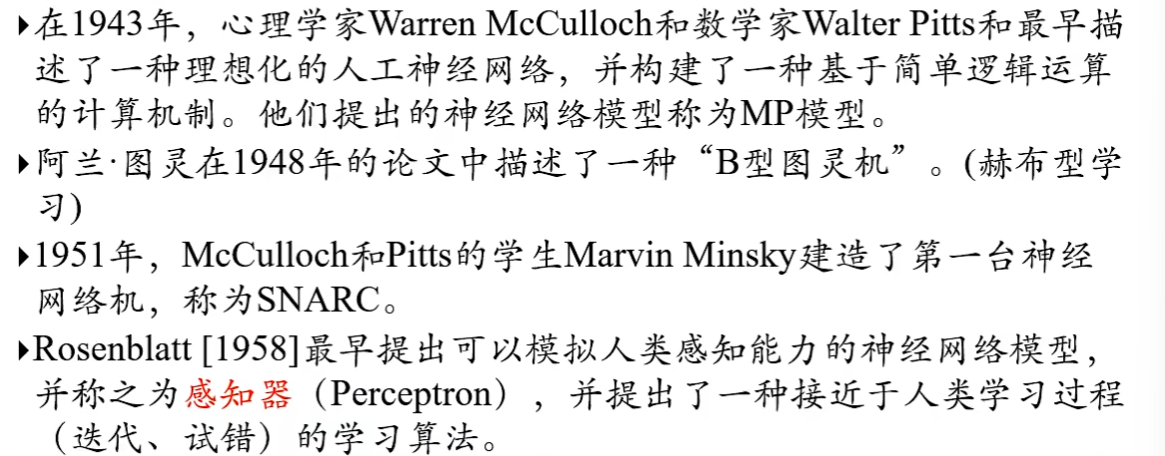 ▶在1943年，心理学家Warren McCulloch和数学家Walter Pitts和最早描
述了一种理想化的人工神经网络，并构建了一种基于简单逻辑运算
的计算机制。他们提出的神经网络模型称为MP模型。
▶阿兰·图灵在1948年的论文中描述了一种“B型图灵机”。(赫布型学
习)
▶1951年，McCulloch和Pitts的学生Marvin Minsky建造了第一台神经
网络机，称为SNARC。
▶Rosenblatt [1958]最早提出可以模拟人类感知能力的神经网络模型，
并称之为感知器（Perceptron），并提出了一种接近于人类学习过程
（迭代、试错）的学习算法。